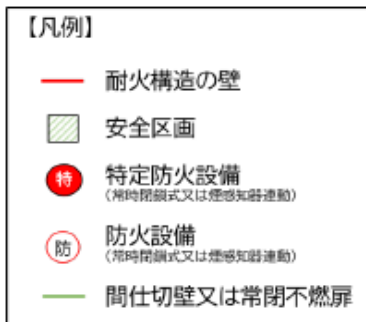 【凡例】
耐火構造の壁
安全区画
特 特定防火設備
(常時閉鎖式又は煙感知器連動)
防 防火設備
(常時閉鎖式又は煙感知器連動)
間仕切壁又は常閉不燃扉